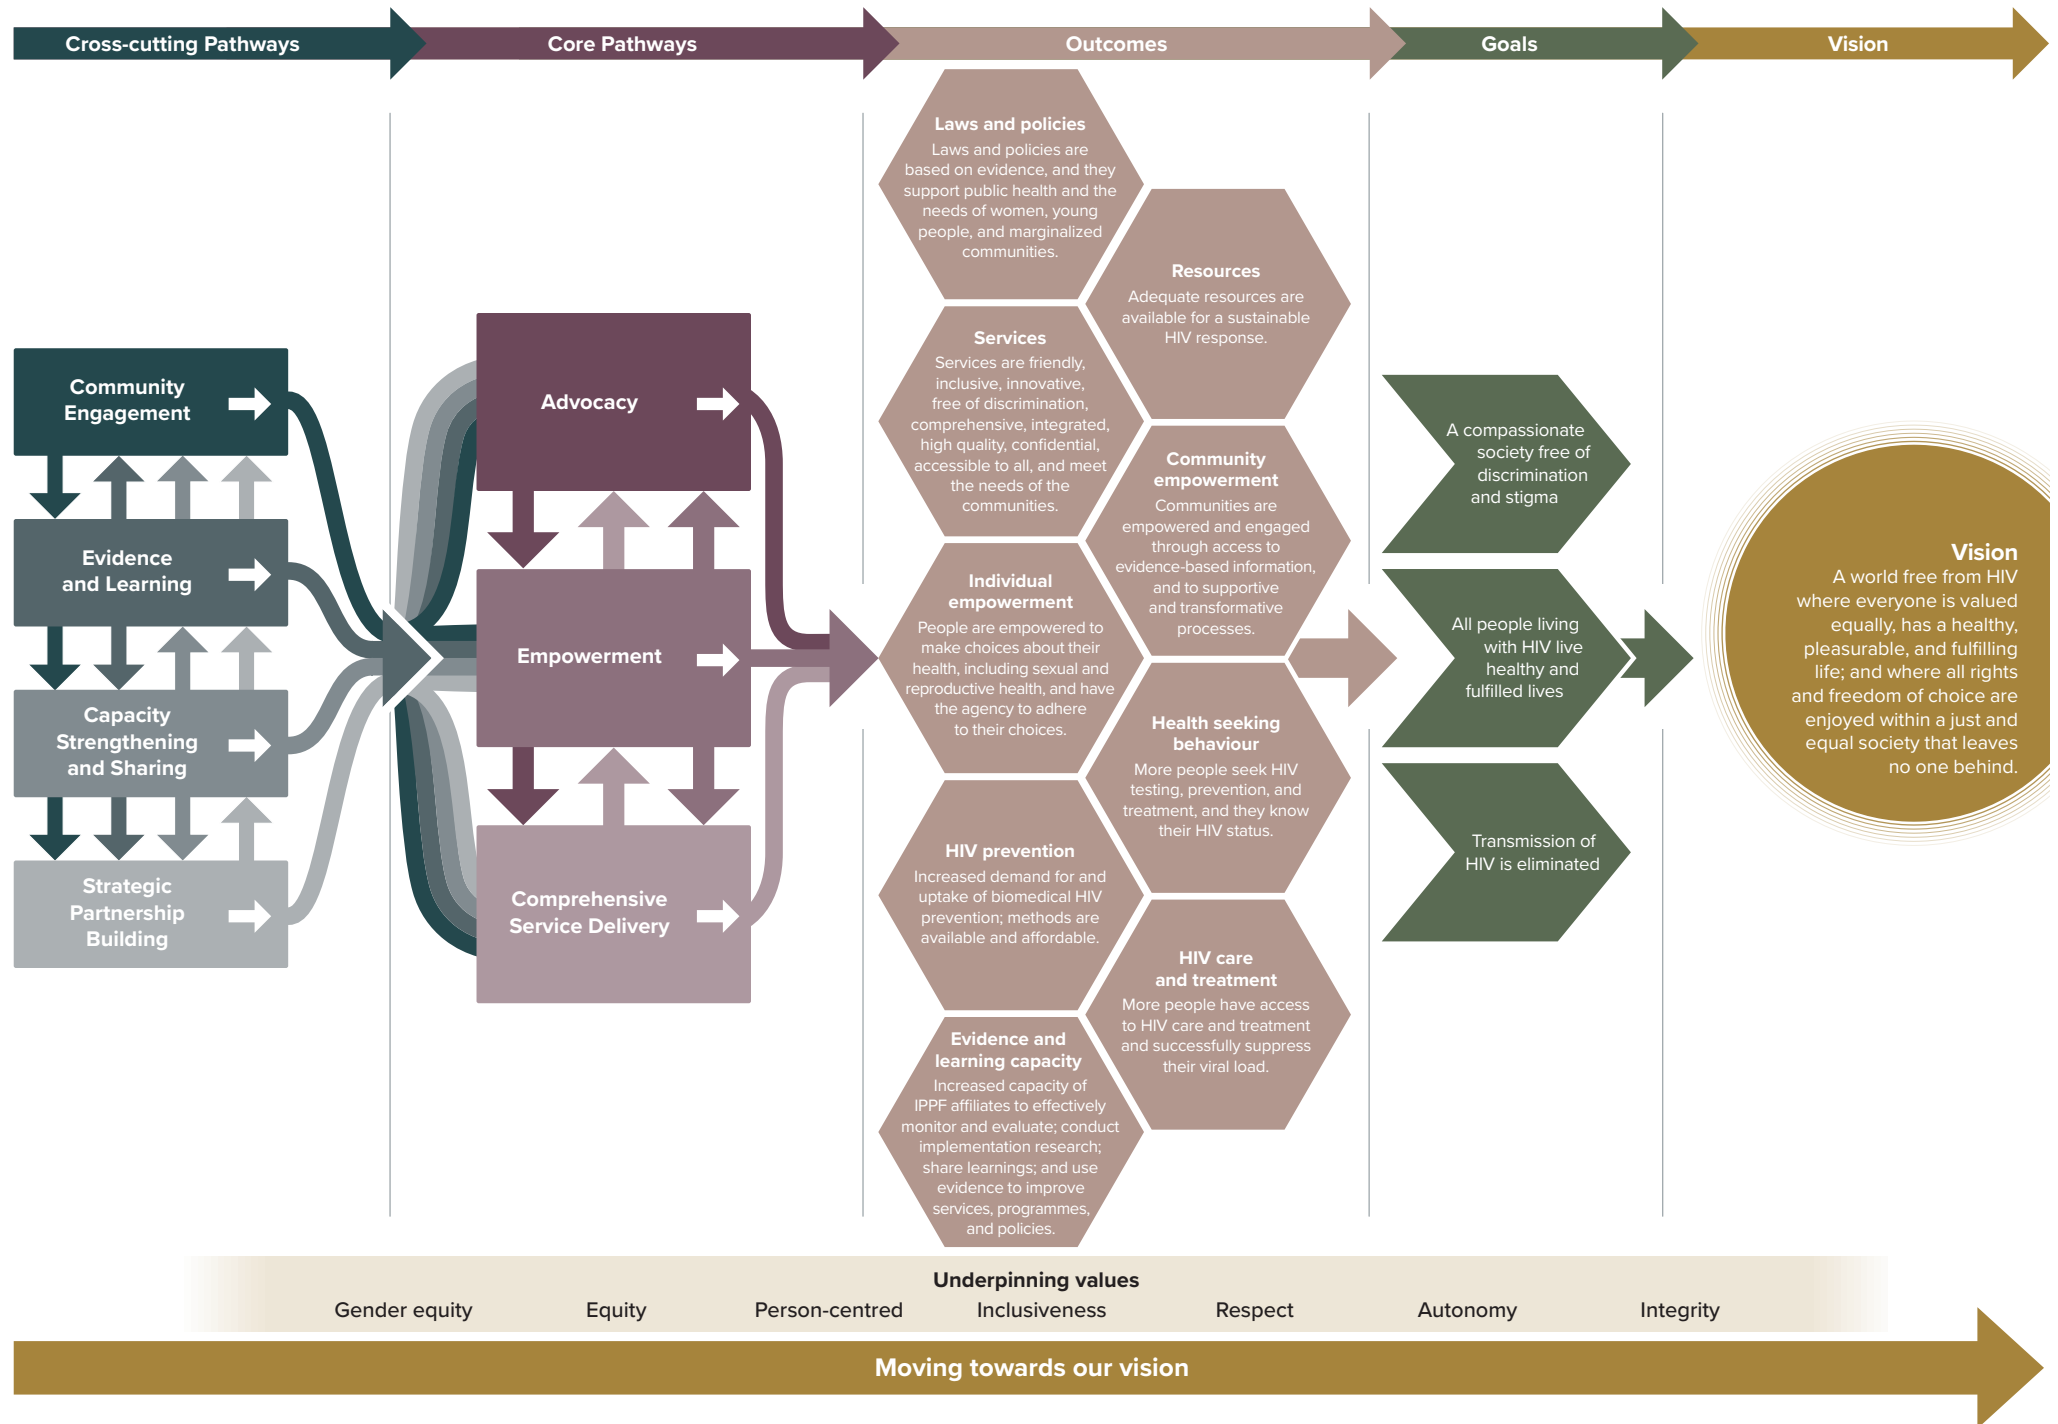 Cross-cutting Pathways
Core Pathways
Outcomes
Goals
Vision
Community
Engagement
Evidence
and Learning
Capacity
Strengthening
and Sharing
Strategic
Partnership
Building
Advocacy
Empowerment
Comprehensive
Service Delivery
Laws and policies
Laws and policies are
based on evidence, and they
support public health and the
needs of women, young
people, and marginalized
communities.
Resources
Adequate resources are
available for a sustainable
HIV response.
Services
Services are friendly,
inclusive, innovative,
free of discrimination,
comprehensive, integrated,
high quality, confidential,
accessible to all, and meet
the needs of the
communities.
Community
empowerment
Communities are
empowered and engaged
through access to
evidence-based information,
and to supportive
and transformative
processes.
Individual
empowerment
People are empowered to
make choices about their
health, including sexual and
reproductive health, and have
the agency to adhere
to their choices.
Health seeking
behaviour
More people seek HIV
testing, prevention, and
treatment, and they know
their HIV status.
HIV prevention
Increased demand for and
uptake of biomedical HIV
prevention; methods are
available and affordable.
HIV care
and treatment
More people have access
to HIV care and treatment
and successfully suppress
their viral load.
Evidence and
learning capacity
Increased capacity of
IPPF affiliates to effectively
monitor and evaluate; conduct
implementation research;
share learnings; and use
evidence to improve
services, programmes,
and policies.
A compassionate
society free of
discrimination
and stigma
All people living
with HIV live
healthy and
fulfilled lives
Transmission of
HIV is eliminated
Vision
A world free from HIV
where everyone is valued
equally, has a healthy,
pleasurable, and fulfilling
life; and where all rights
and freedom of choice are
enjoyed within a just and
equal society that leaves
no one behind.
Underpinning values
Gender equity
Equity
Person-centred
Inclusiveness
Respect
Autonomy
Integrity
Moving towards our vision